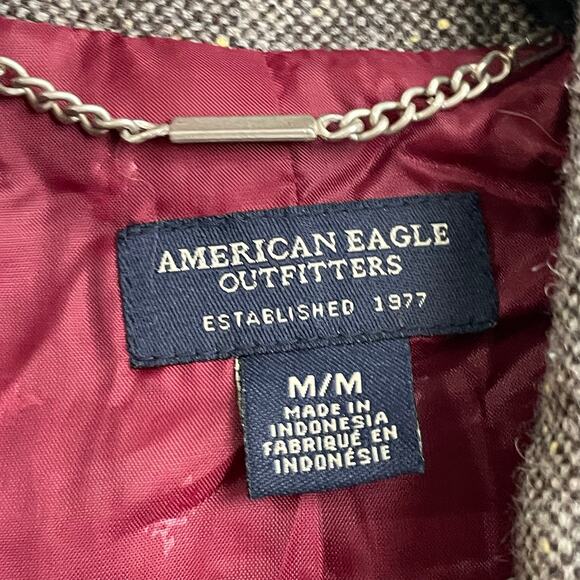 AMERICAN EAGLE
OUTFITTERS
ESTABLISHED 1977
M/M
MADE IN
INDONESIA
FABRIQUÉ EN
INDONÉSIE